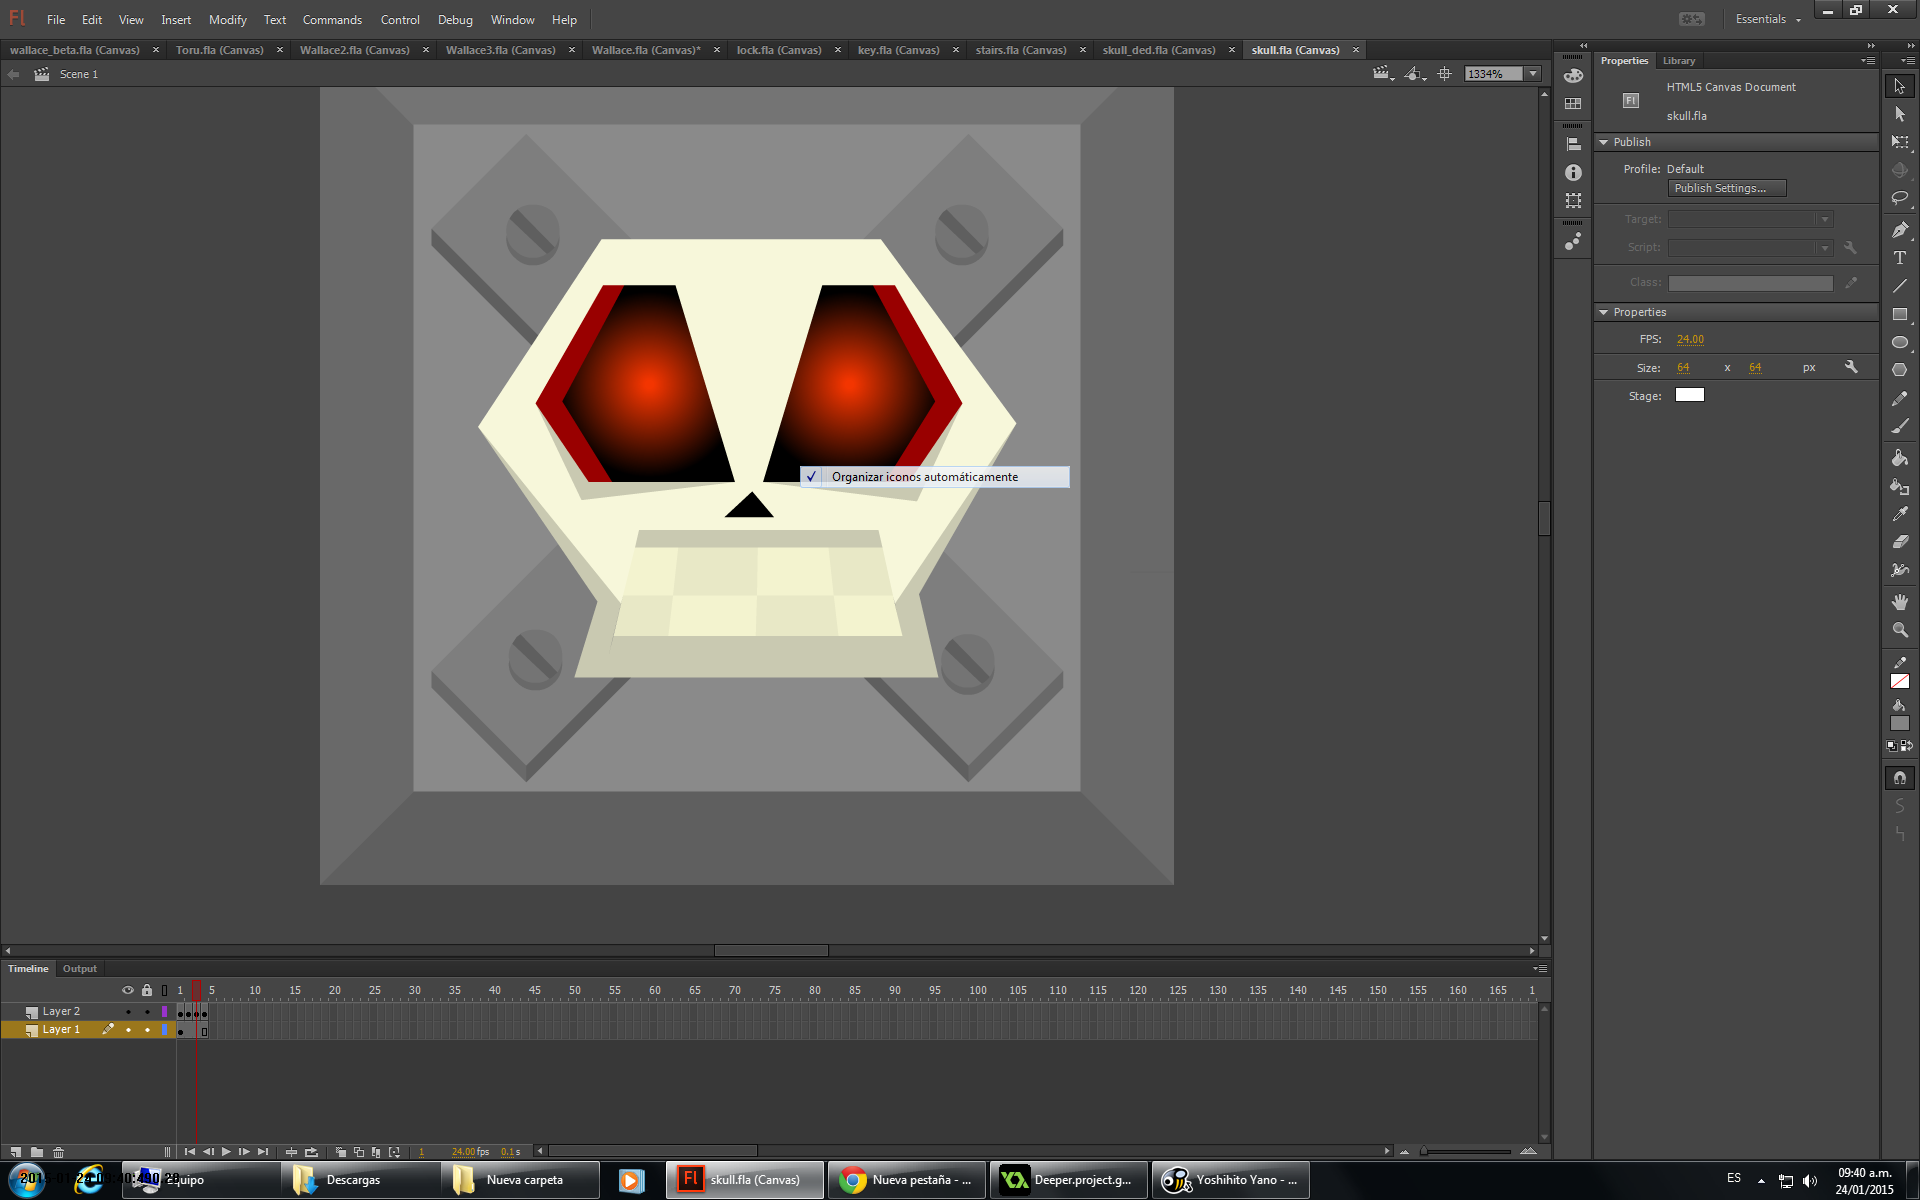 Fl File Edit View Insert Modify Text Commands Control Debug Window Help Essentials
wallace_beta.fla (Canvas) Toru.fla (Canvas) Wallace2.fla (Canvas) Wallace3.fla (Canvas) Wallace.fla (Canvas)* lock.fla (Canvas) key.fla (Canvas) stairs.fla (Canvas) skull_ded.fla (Canvas) skull.fla (Canvas)
Scene 1 1334%
Properties Library
HTML5 Canvas Document
Fl
skull.fla
Publish
Profile: Default
Publish Settings...
Target:
Script:
Class:
Properties
FPS: 24.00
Size: 64 x 64 px
Stage:
Organizar iconos automáticamente
Timeline Output
1 5 10 15 20 25 30 35 40 45 50 55 60 65 70 75 80 85 90 95 100 105 110 115 120 125 130 135 140 145 150 155 160 165 1
Layer 2
Layer 1
1 24.00 fps 0.1 s
Equipo Descargas Nueva carpeta Fl skull.fla (Canvas) Nueva pestaña - ... Deeper.project.g... Yoshihito Yano - ... ES
09:40 a.m.
24/01/2015